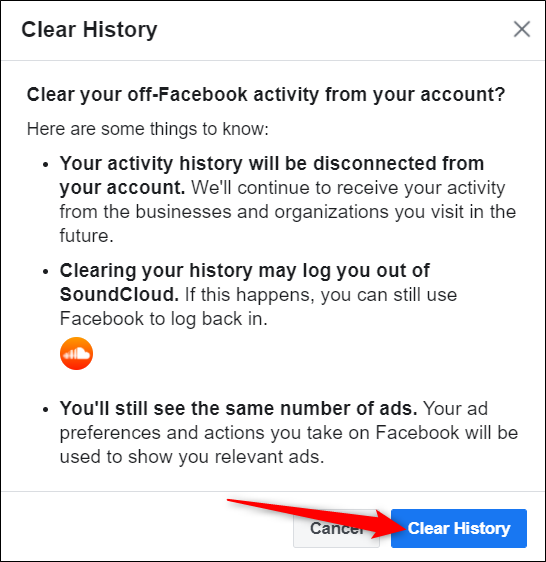 Clear History
Clear your off-Facebook activity from your account?
Here are some things to know:
• Your activity history will be disconnected from
your account. We'll continue to receive your activity
from the businesses and organizations you visit in the
future.
• Clearing your history may log you out of
SoundCloud. If this happens, you can still use
Facebook to log back in.
• You'll still see the same number of ads. Your ad
preferences and actions you take on Facebook will be
used to show you relevant ads.
Cancel Clear History